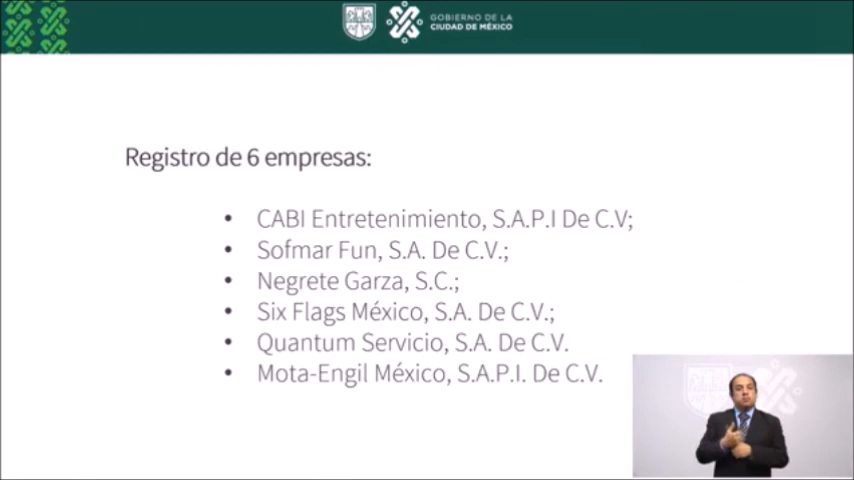 GOBIERNO DE LA
CIUDAD DE MÉXICO
Registro de 6 empresas:
• CABI Entretenimiento, S.A.P.I De C.V;
• Sofmar Fun, S.A. De C.V.;
• Negrete Garza, S.C.;
• Six Flags México, S.A. De C.V.;
• Quantum Servicio, S.A. De C.V.
• Mota-Engil México, S.A.P.I. De C.V.